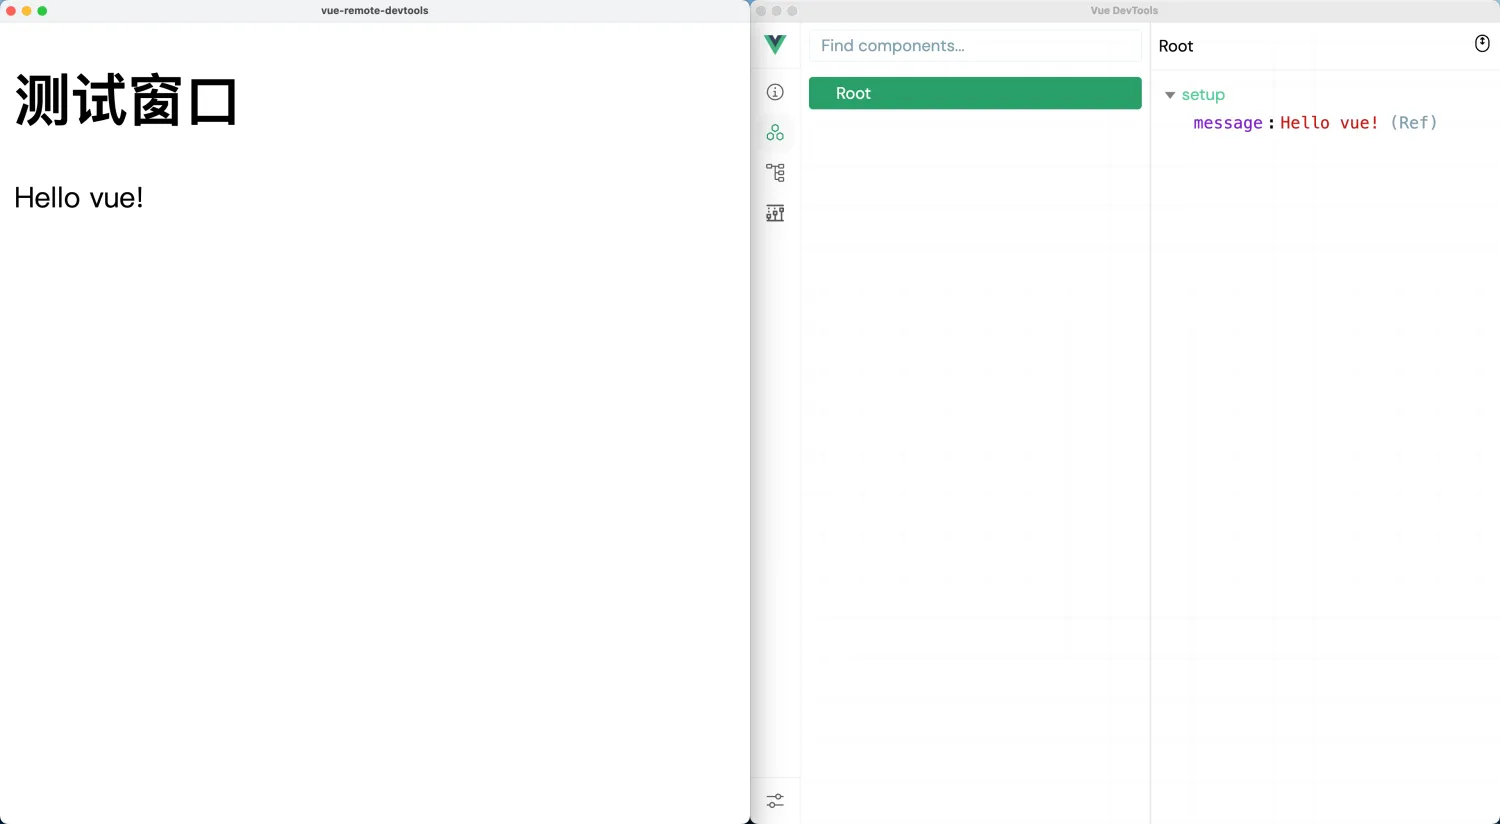 vue-remote-devtools
测试窗口
Hello vue!
Vue DevTools
Find components...
Root
Root
setup
message : Hello vue! (Ref)